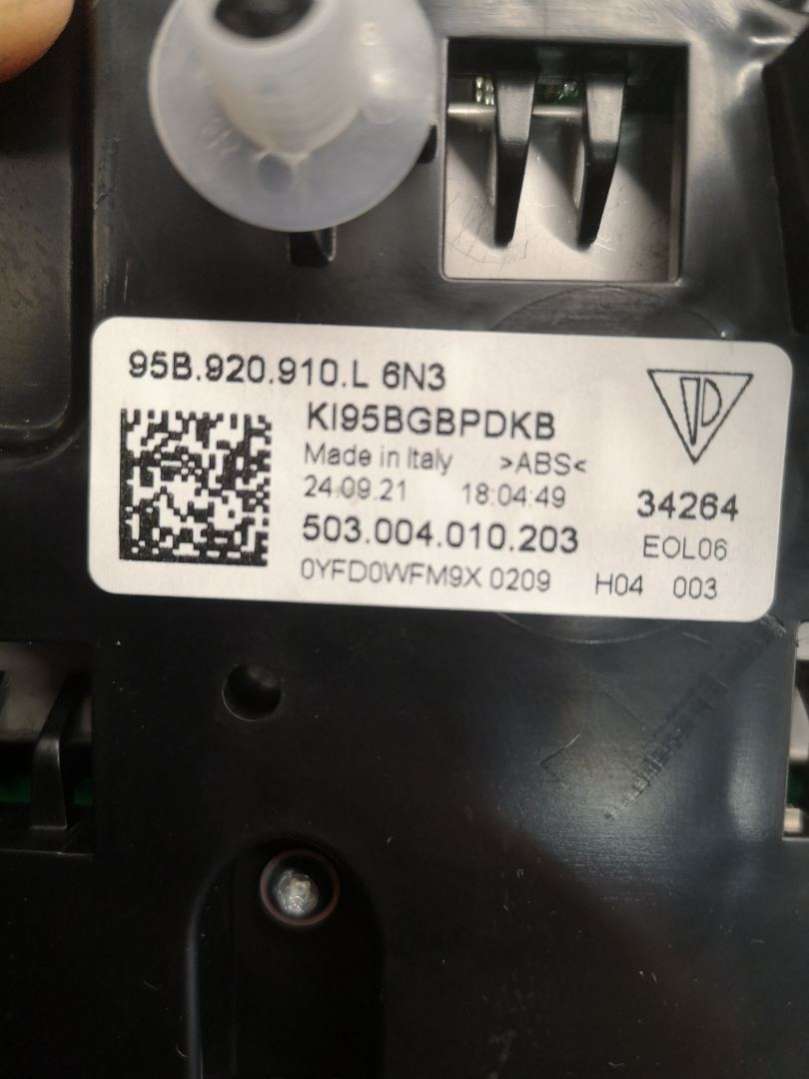 95B.920.910.L 6N3
KI95BGBPDKB
Made in Italy >ABS<
24.09.21 18:04:49 34264
503.004.010.203 EOL06
0YFD0WFM9X 0209 H04 003